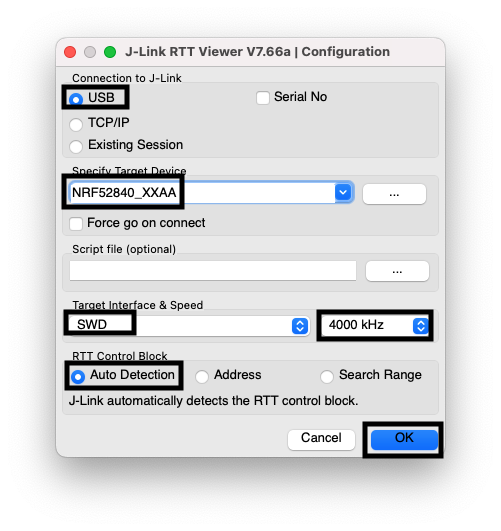 J-Link RTT Viewer V7.66a | Configuration
Connection to J-Link
USB Serial No
TCP/IP
Existing Session
Specify Target Device
NRF52840_XXAA ...
Force go on connect
Script file (optional)
...
Target Interface & Speed
SWD 4000 kHz
RTT Control Block
Auto Detection Address Search Range
J-Link automatically detects the RTT control block.
Cancel OK